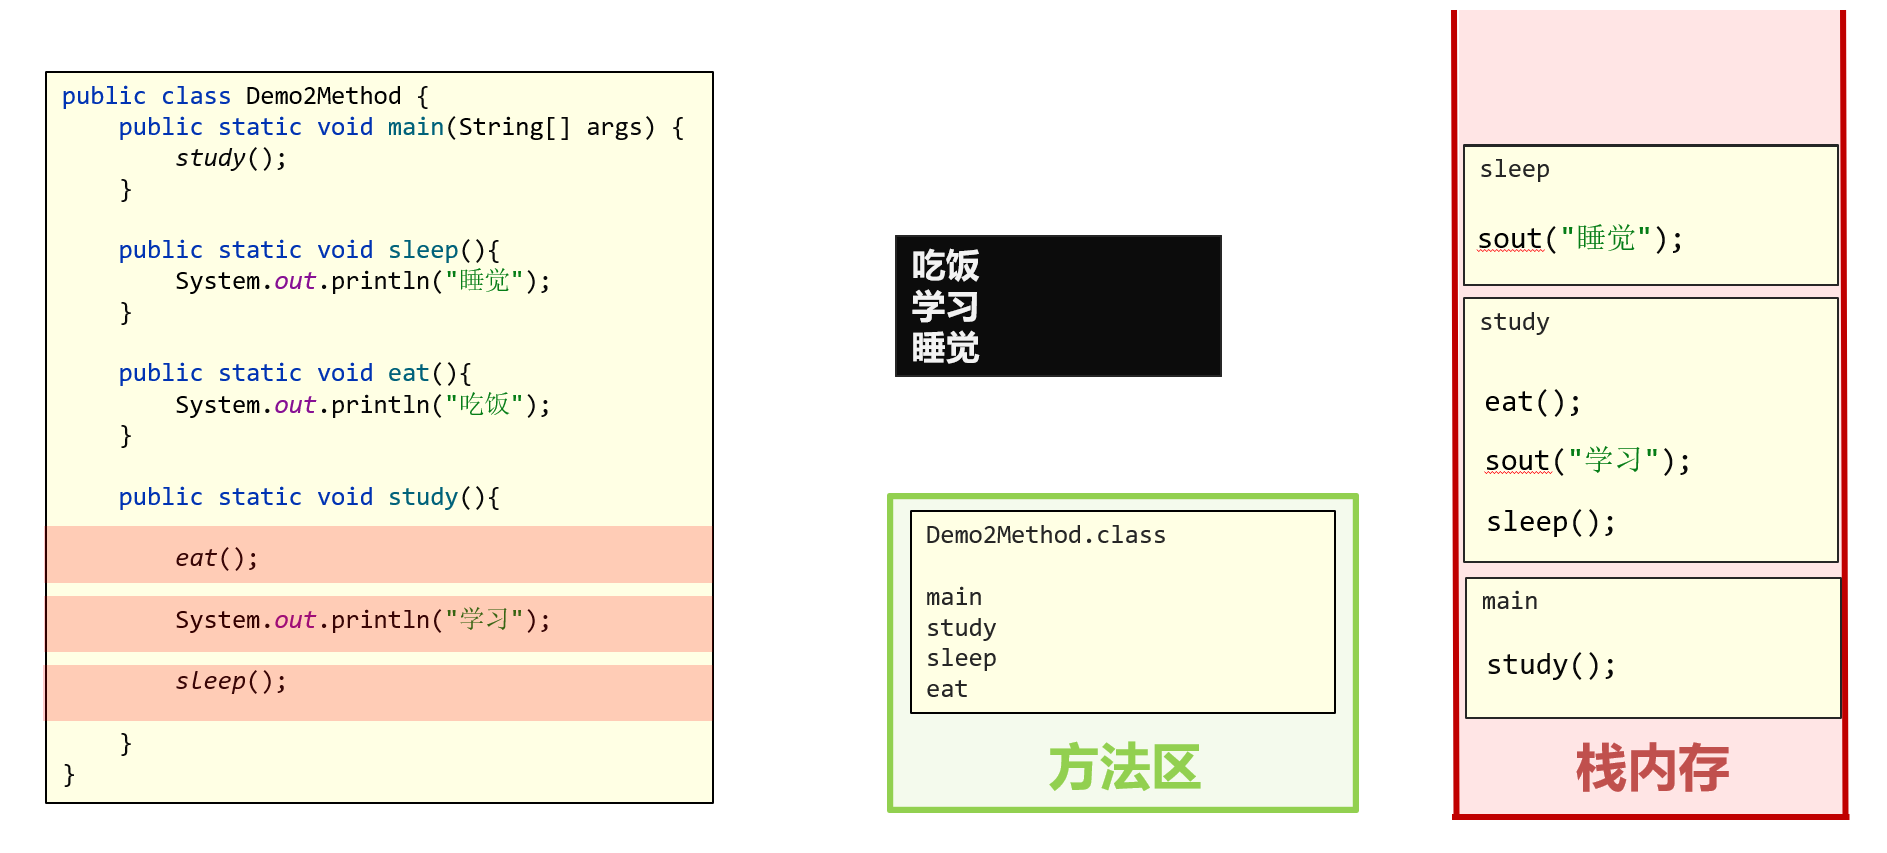 public class Demo2Method {
    public static void main(String[] args) {
        study();
    }

    public static void sleep(){
        System.out.println("睡觉");
    }

    public static void eat(){
        System.out.println("吃饭");
    }

    public static void study(){

        eat();

        System.out.println("学习");

        sleep();

    }
}
吃饭
学习
睡觉
Demo2Method.class

main
study
sleep
eat
方法区
sleep
sout("睡觉");
study
eat();
sout("学习");
sleep();
main
study();
栈内存